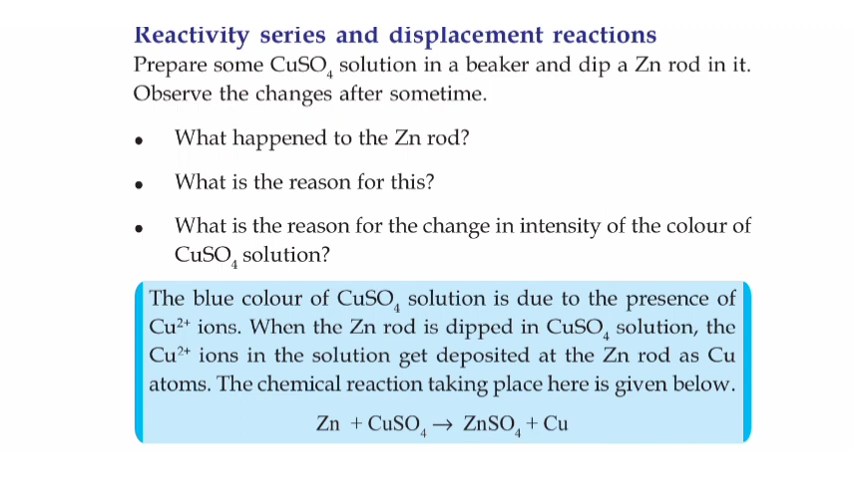 Reactivity series and displacement reactions
Prepare some CuSO₄ solution in a beaker and dip a Zn rod in it.
Observe the changes after sometime.
• What happened to the Zn rod?
• What is the reason for this?
• What is the reason for the change in intensity of the colour of
CuSO₄ solution?
The blue colour of CuSO₄ solution is due to the presence of
Cu²⁺ ions. When the Zn rod is dipped in CuSO₄ solution, the
Cu²⁺ ions in the solution get deposited at the Zn rod as Cu
atoms. The chemical reaction taking place here is given below.
Zn + CuSO₄ → ZnSO₄ + Cu